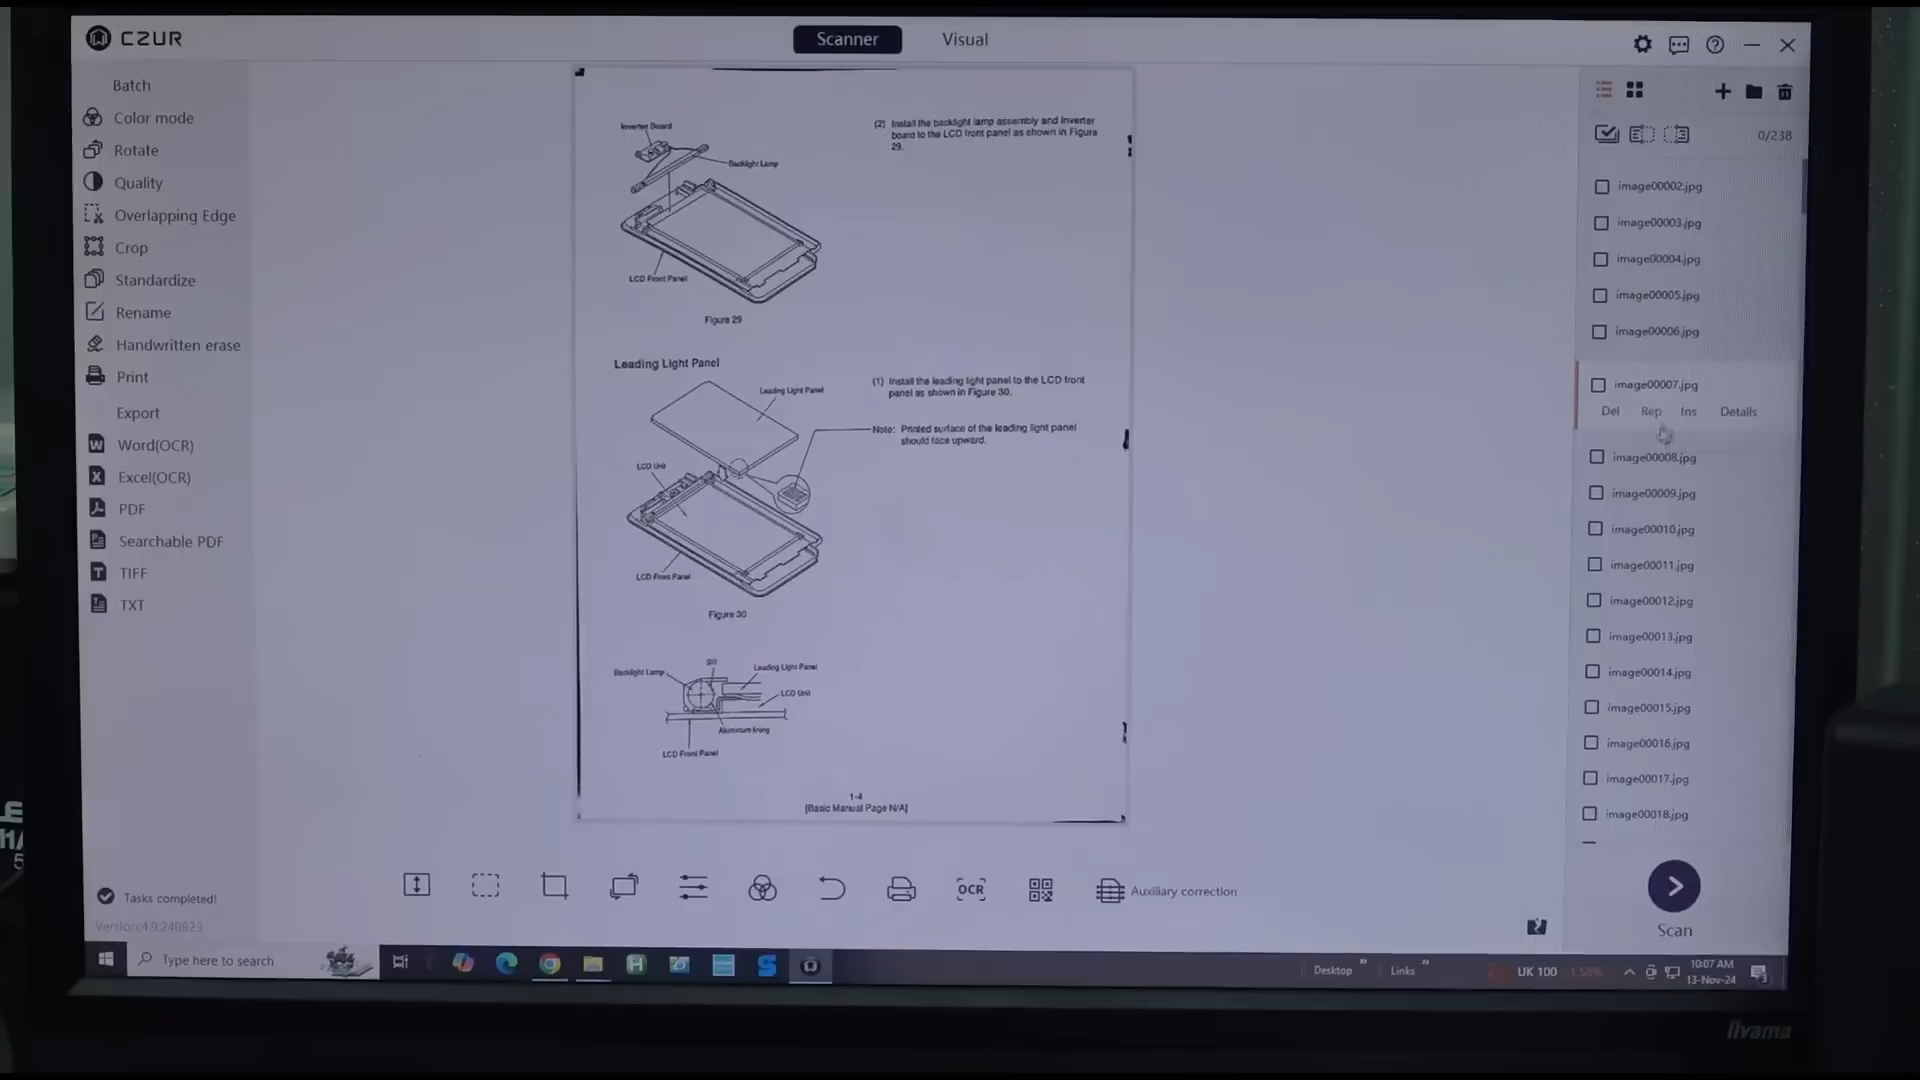 CZUR
Scanner
Visual
Batch
Color mode
Rotate
Quality
Overlapping Edge
Crop
Standardize
Rename
Handwritten erase
Print
Export
Word(OCR)
Excel(OCR)
PDF
Searchable PDF
TIFF
TXT
Tasks completed!
Version:4.9.240823
Inverter Board
Backlight Lamp
LCD Front Panel
Figure 29
(2) Install the backlight lamp assembly and inverter
board to the LCD front panel as shown in Figure
29.
Leading Light Panel
Leading Light Panel
LCD Unit
LCD Front Panel
Figure 30
(1) Install the leading light panel to the LCD front
panel as shown in Figure 30.
Note: Printed surface of the leading light panel
should face upward.
Backlight Lamp
Slit
Leading Light Panel
LCD Unit
Aluminum lining
LCD Front Panel
1-4
[Basic Manual Page N/A]
OCR
Auxiliary correction
0/238
image00002.jpg
image00003.jpg
image00004.jpg
image00005.jpg
image00006.jpg
image00007.jpg
Del Rep Ins Details
image00008.jpg
image00009.jpg
image00010.jpg
image00011.jpg
image00012.jpg
image00013.jpg
image00014.jpg
image00015.jpg
image00016.jpg
image00017.jpg
image00018.jpg
Scan
Type here to search
Desktop
Links
UK 100
10:07 AM
13-Nov-24
iiyama